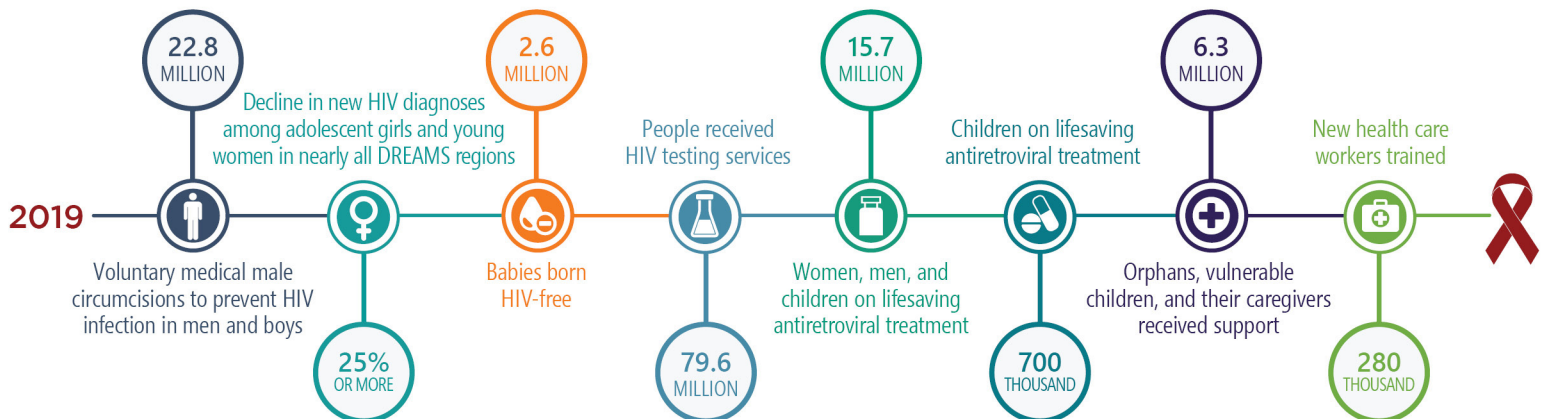 2019
22.8
MILLION
Voluntary medical male
circumcisions to prevent HIV
infection in men and boys
Decline in new HIV diagnoses
among adolescent girls and young
women in nearly all DREAMS regions
25%
OR MORE
2.6
MILLION
Babies born
HIV-free
People received
HIV testing services
79.6
MILLION
15.7
MILLION
Women, men, and
children on lifesaving
antiretroviral treatment
Children on lifesaving
antiretroviral treatment
700
THOUSAND
6.3
MILLION
Orphans, vulnerable
children, and their caregivers
received support
New health care
workers trained
280
THOUSAND